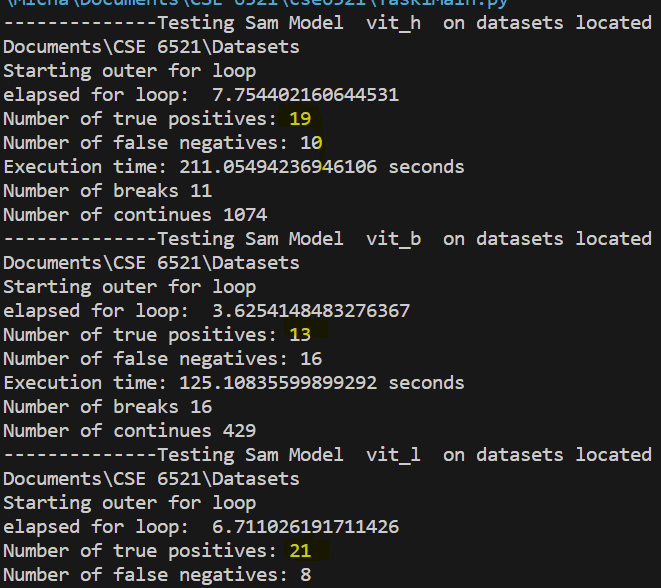 \Micha\Documents\CSE 6521\cse6521\Task1Main.py
--------------Testing Sam Model  vit_h  on datasets located
Documents\CSE 6521\Datasets
Starting outer for loop
elapsed for loop:  7.754402160644531
Number of true positives: 19
Number of false negatives: 10
Execution time: 211.05494236946106 seconds
Number of breaks 11
Number of continues 1074
--------------Testing Sam Model  vit_b  on datasets located
Documents\CSE 6521\Datasets
Starting outer for loop
elapsed for loop:  3.6254148483276367
Number of true positives: 13
Number of false negatives: 16
Execution time: 125.10835599899292 seconds
Number of breaks 16
Number of continues 429
--------------Testing Sam Model  vit_l  on datasets located
Documents\CSE 6521\Datasets
Starting outer for loop
elapsed for loop:  6.711026191711426
Number of true positives: 21
Number of false negatives: 8